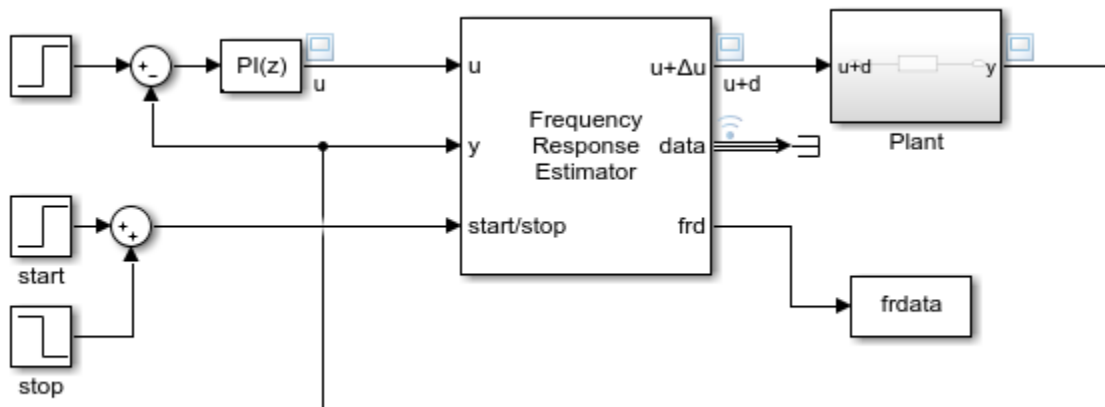 PI(z)
u
u
y
start/stop
Frequency
Response
Estimator
u+Δu
data
frd
u+d
u+d
y
Plant
start
stop
frdata